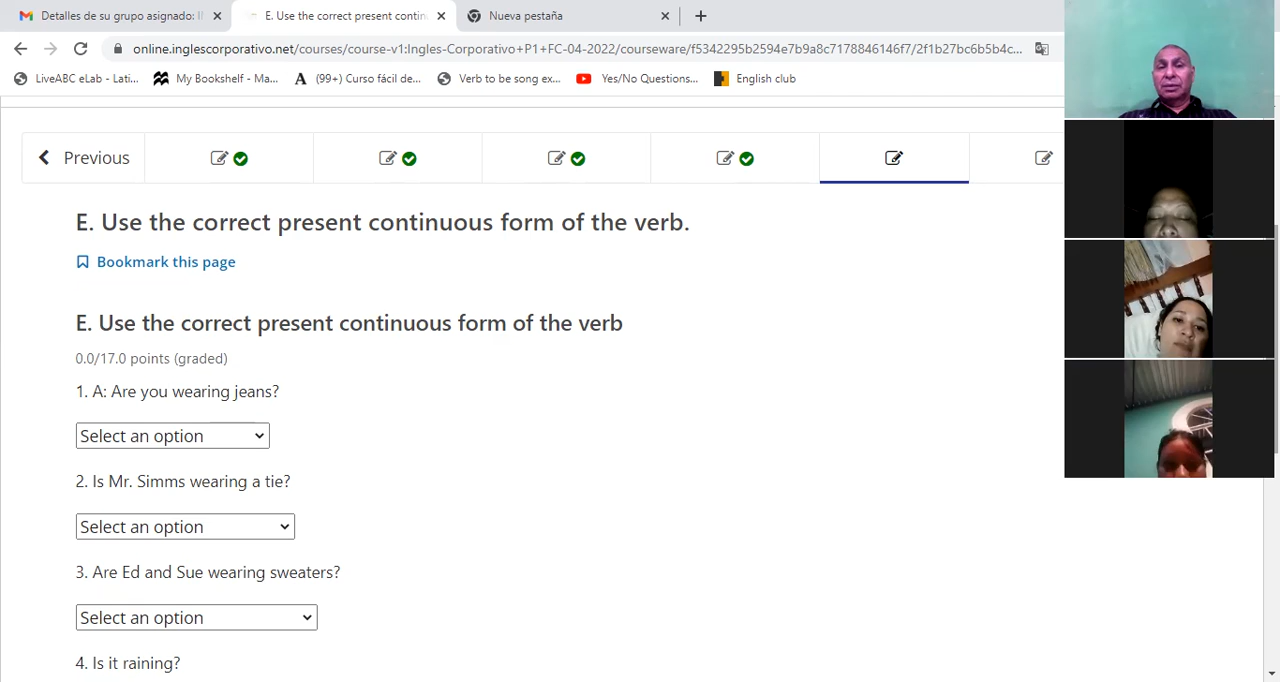 Detalles de su grupo asignado: I
E. Use the correct present contin
Nueva pestaña
online.inglescorporativo.net/courses/course-v1:Ingles-Corporativo+P1+FC-04-2022/courseware/f5342295b2594e7b9a8c7178846146f7/2f1b27bc6b5b4c...
LiveABC eLab - Lati...
My Bookshelf - Ma...
(99+) Curso fácil de...
Verb to be song ex...
Yes/No Questions...
English club
Previous
E. Use the correct present continuous form of the verb.
Bookmark this page
E. Use the correct present continuous form of the verb
0.0/17.0 points (graded)
1. A: Are you wearing jeans?
Select an option
2. Is Mr. Simms wearing a tie?
Select an option
3. Are Ed and Sue wearing sweaters?
Select an option
4. Is it raining?